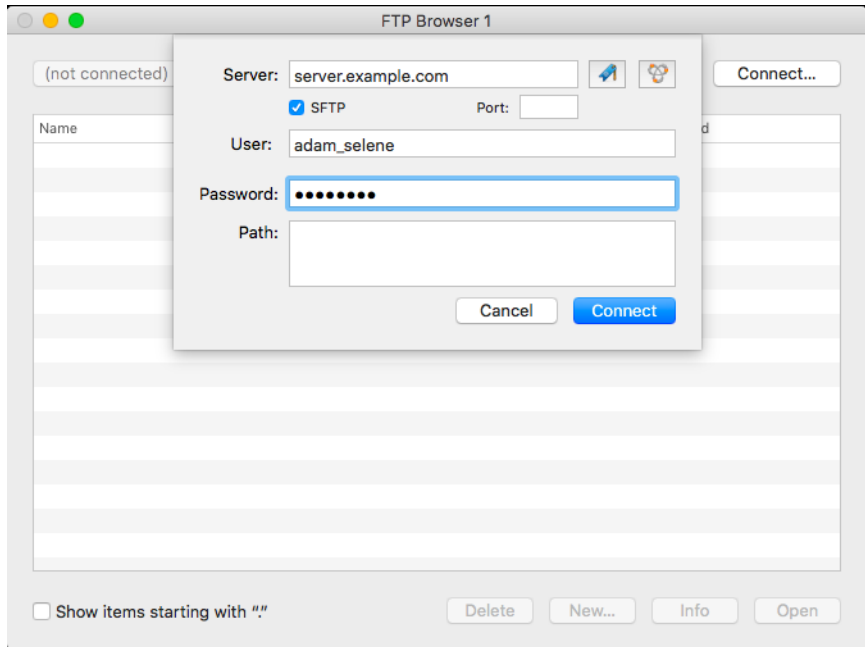 FTP Browser 1
(not connected)
Connect...
Server: server.example.com
SFTP
Port:
User: adam_selene
Password: ••••••••
Path:
Cancel
Connect
Name
Show items starting with “.”
Delete
New...
Info
Open